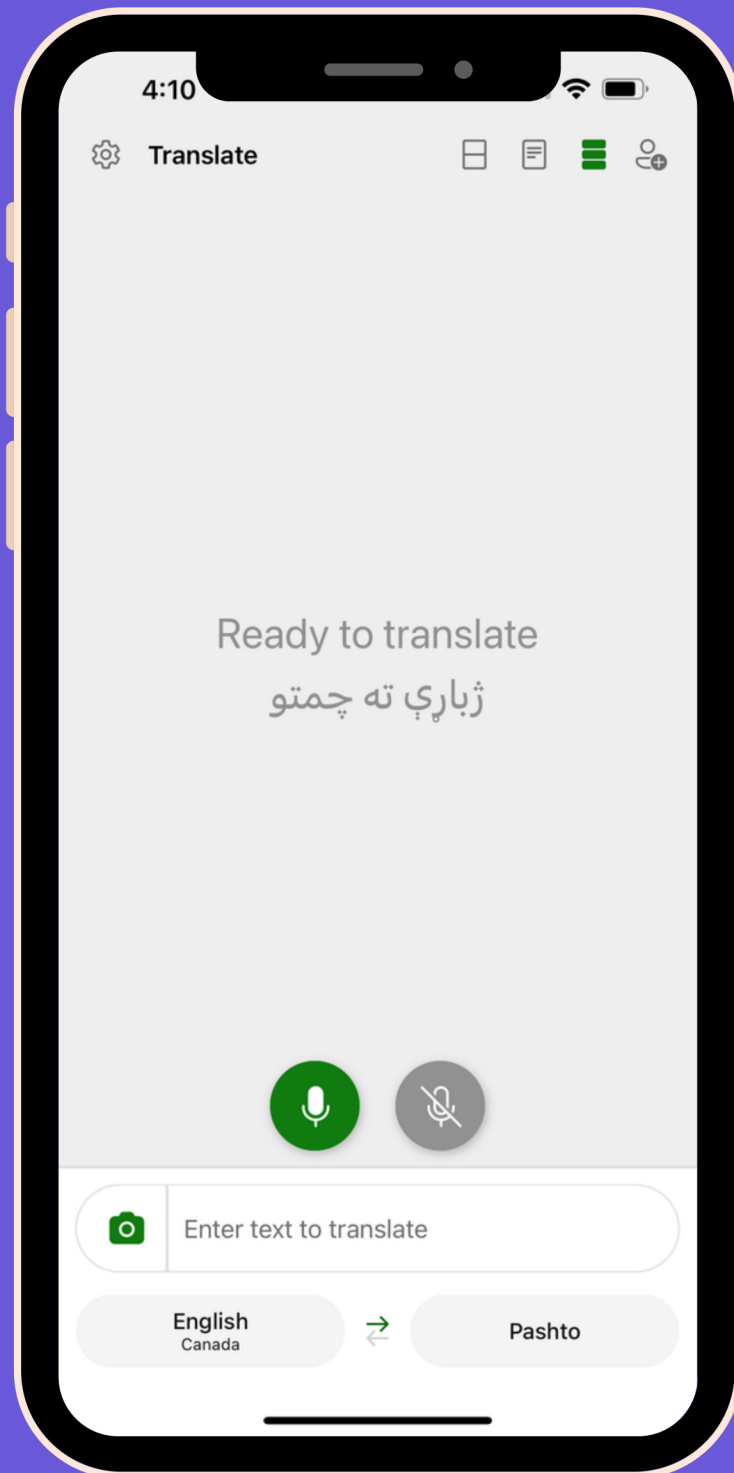 4:10
Translate
Ready to translate
ژباړې ته چمتو
Enter text to translate
English
Canada
Pashto